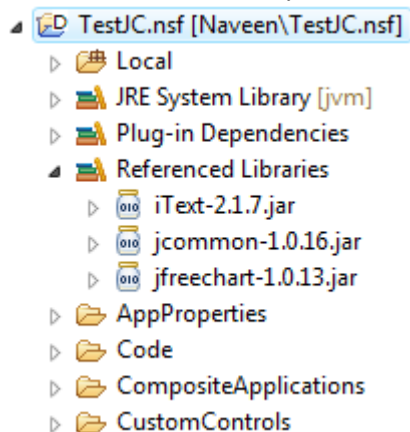 TestJC.nsf [Naveen\TestJC.nsf]
Local
JRE System Library [jvm]
Plug-in Dependencies
Referenced Libraries
iText-2.1.7.jar
jcommon-1.0.16.jar
jfreechart-1.0.13.jar
AppProperties
Code
CompositeApplications
CustomControls